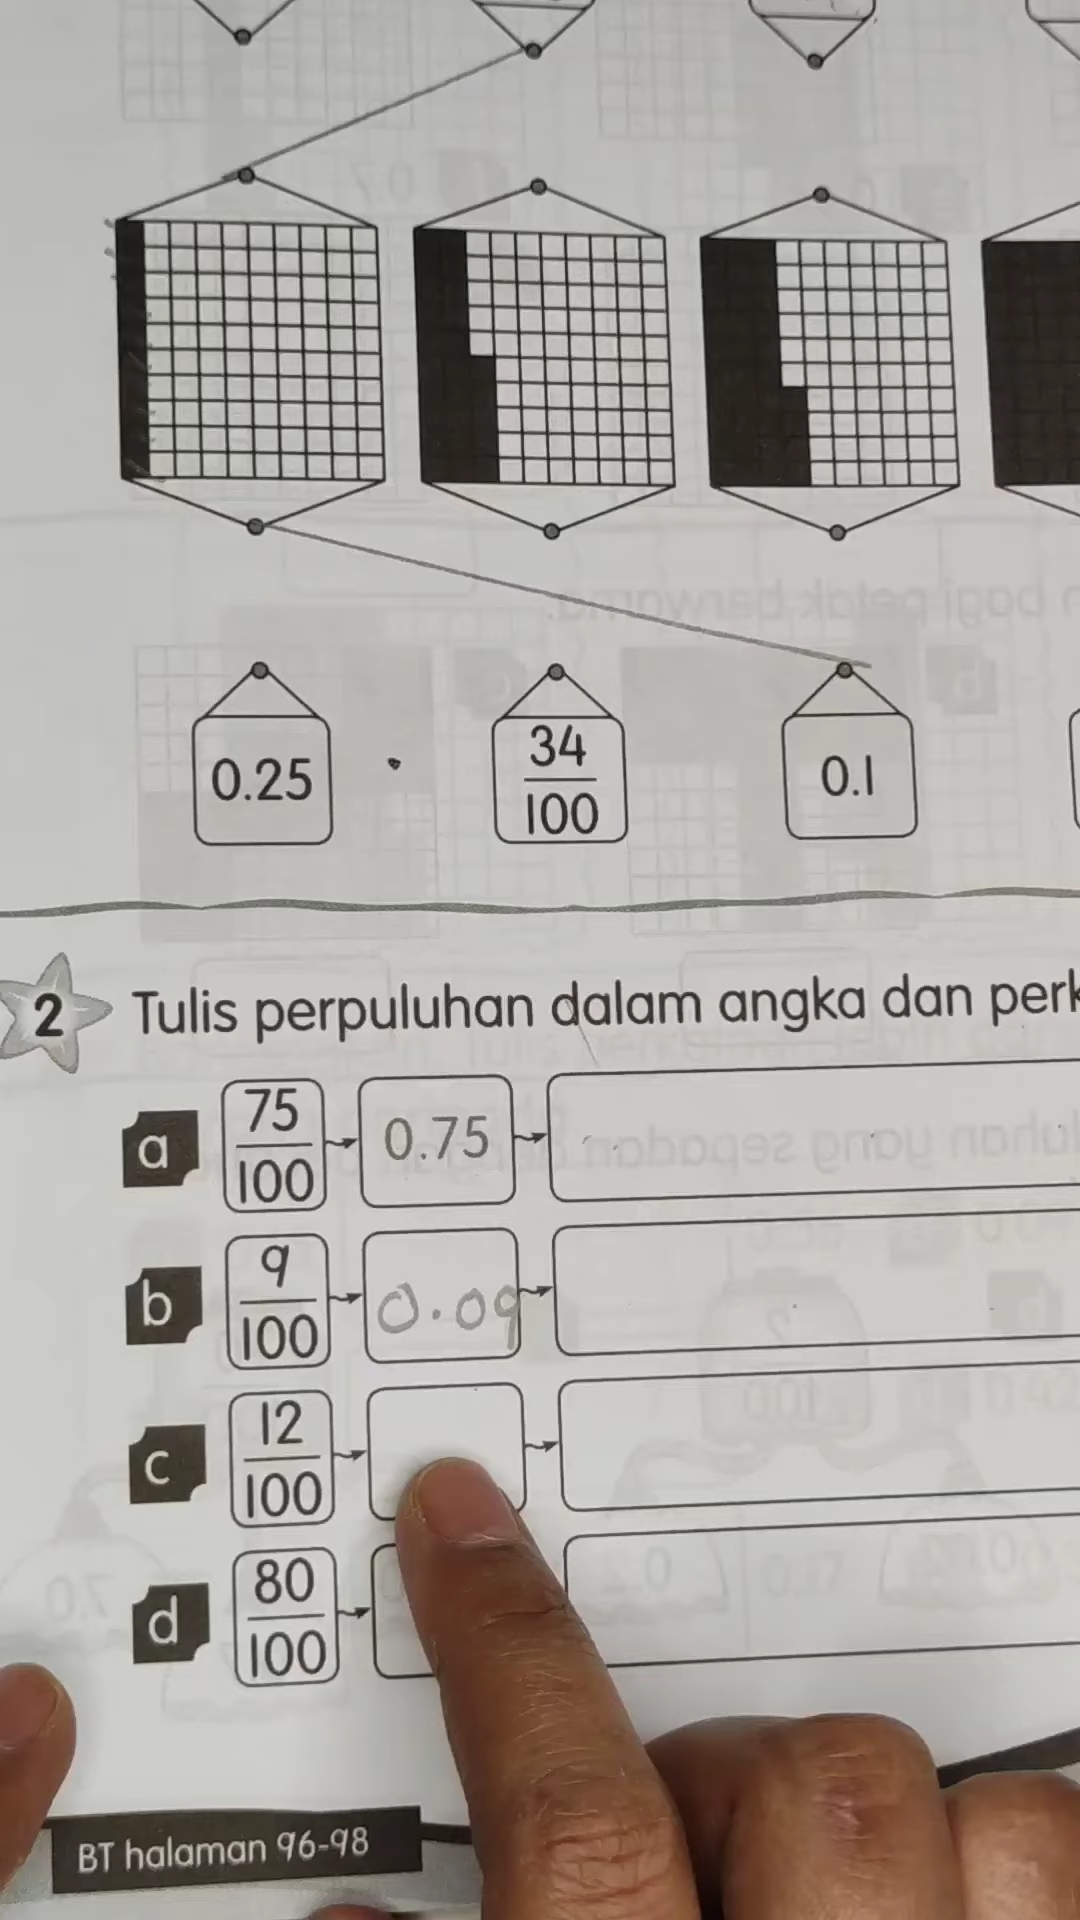 0.25
34
100
0.1
2 Tulis perpuluhan dalam angka dan
a 75
100 0.75
b 9
100 0.09
c 12
100
d 80
100
BT halaman 96-98